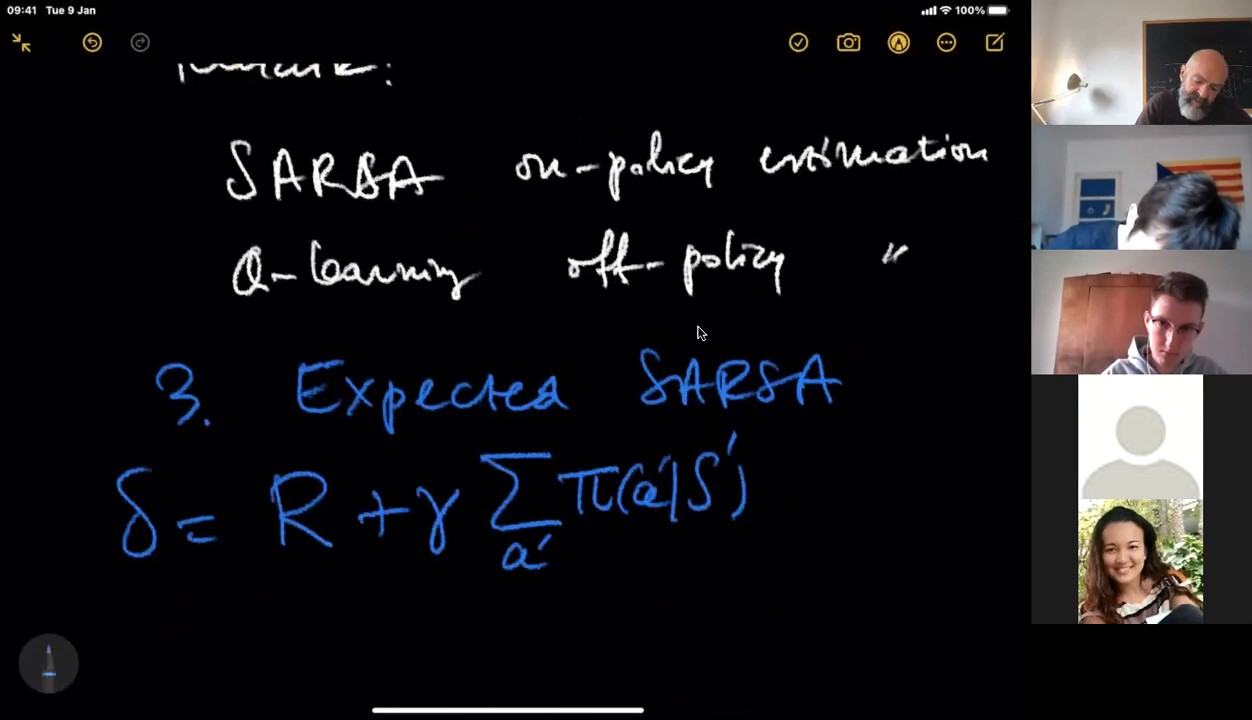 09:41 Tue 9 Jan
100%
SARSA on-policy estimation
Q-learning off-policy "
3. Expected SARSA
δ = R + γ ∑ π(a'|S')
a'